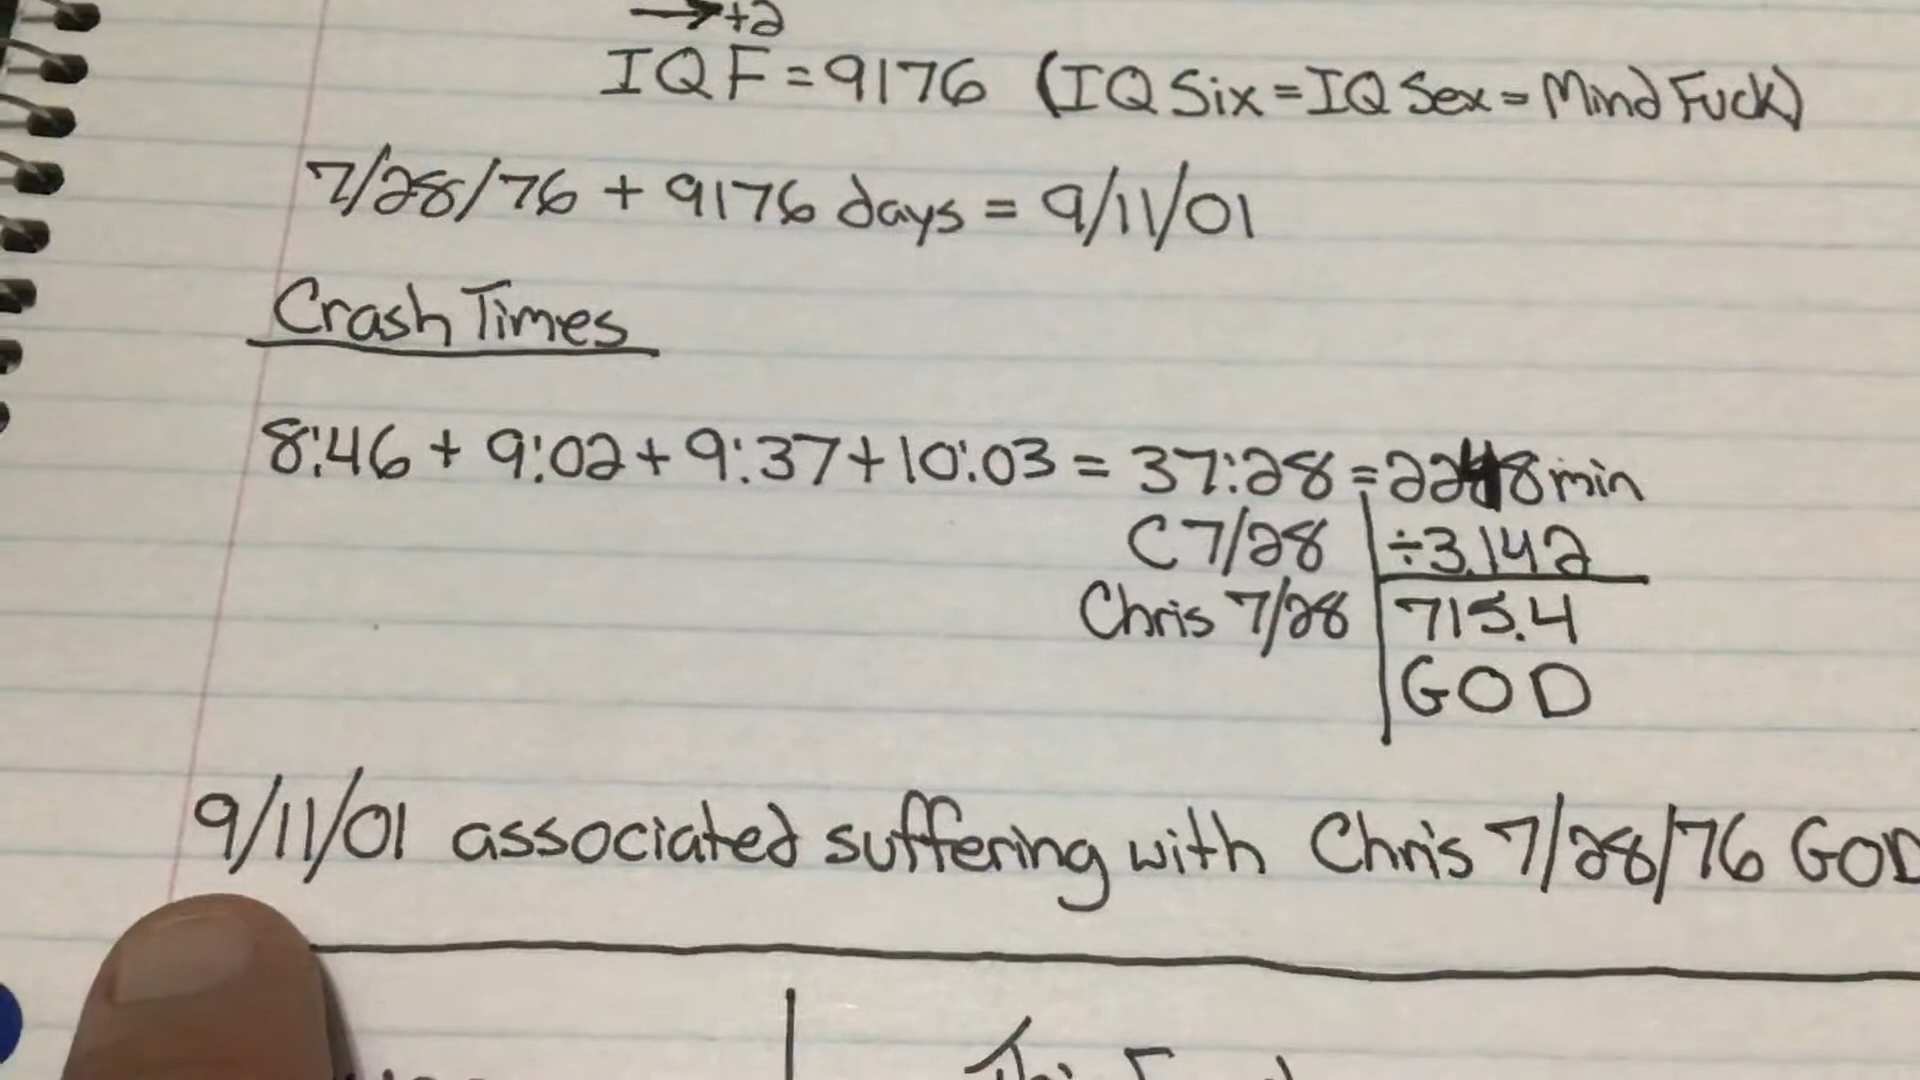 →+2
IQF=9176 (IQ Six=IQ Sex=Mind Fuck)
7/28/76 + 9176 days = 9/11/01
Crash Times
8:46 + 9:02 + 9:37 + 10:03 = 37:28 = 2248 min
C 7/28 ÷3.142
Chris 7/28 715.4
GOD
9/11/01 associated suffering with Chris 7/28/76 GOD